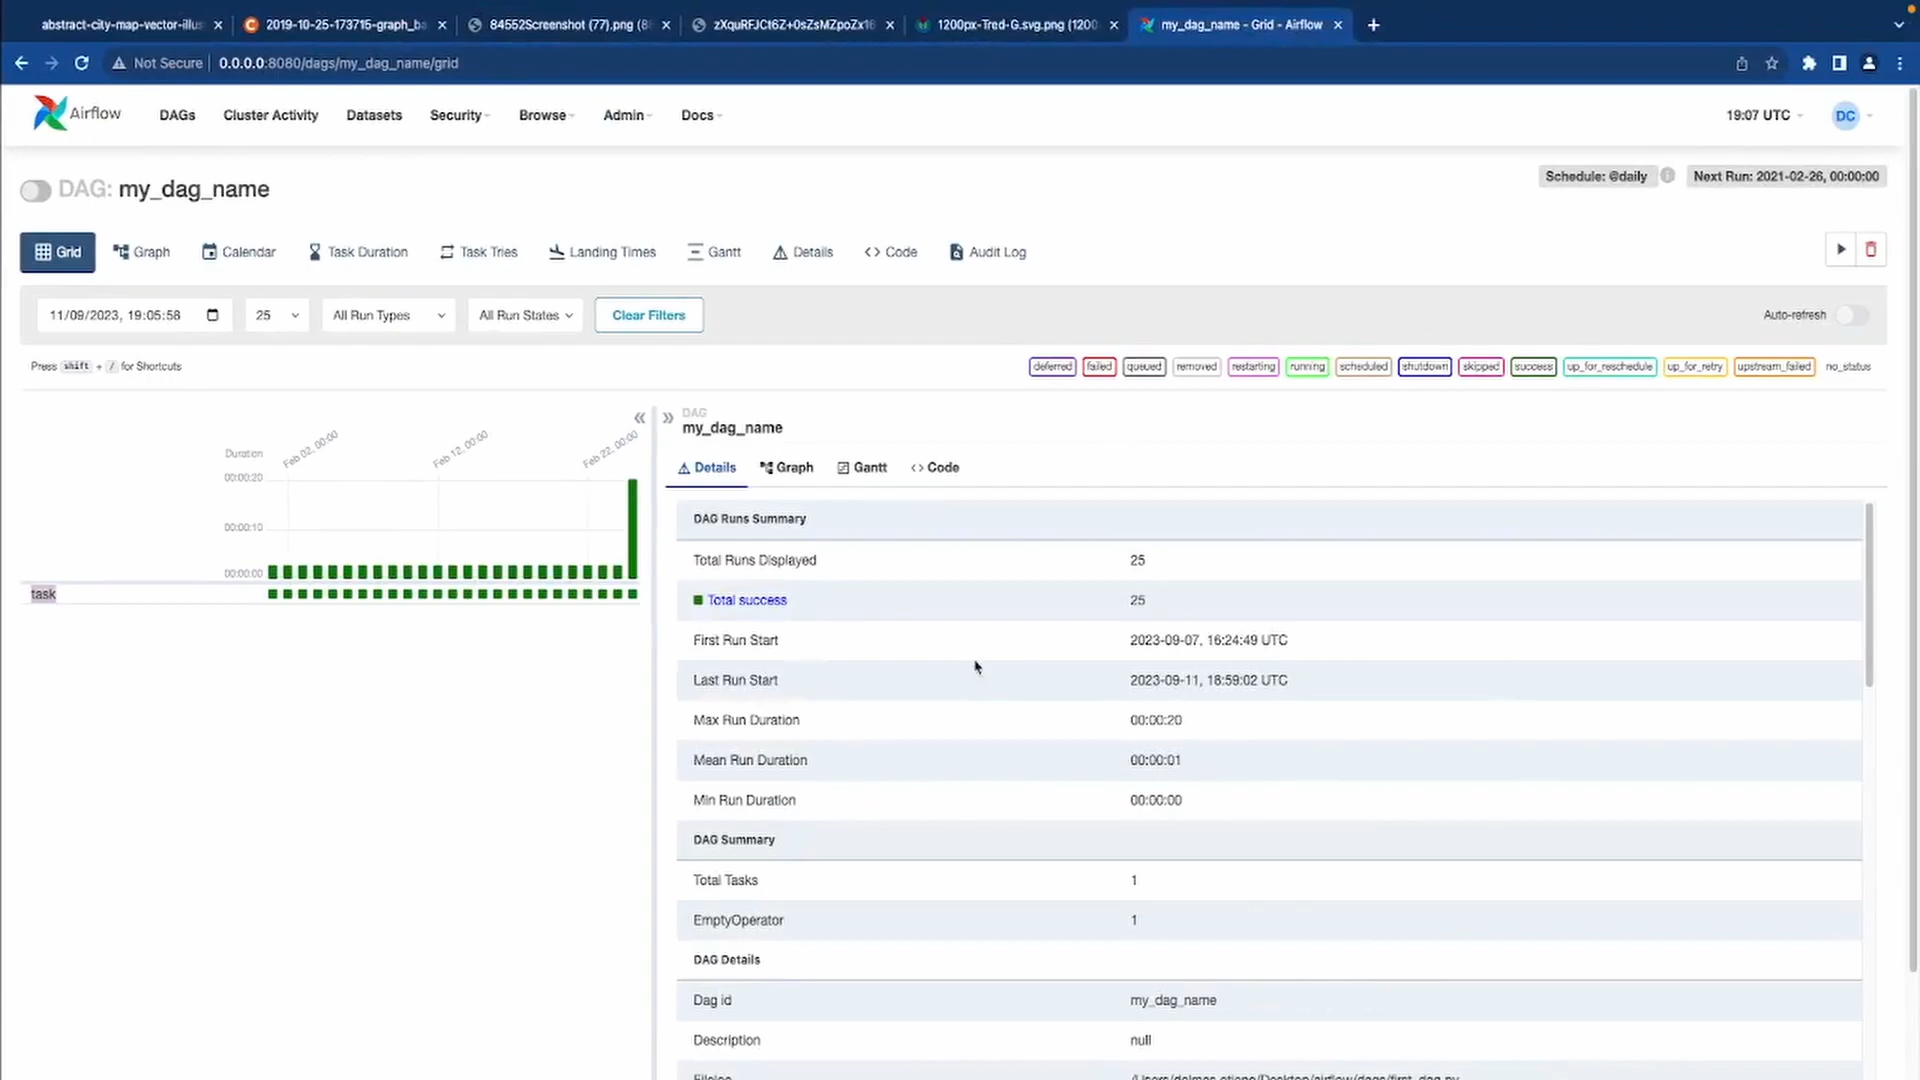 abstract-city-map-vector-illus
2019-10-25-173715-graph_ba
84552Screenshot (77).png (8
zXquRFJCt6Z+0sZsMZpoZx16
1200px-Tred-G.svg.png (1200
my_dag_name - Grid - Airflow
Not Secure 0.0.0.0:8080/dags/my_dag_name/grid
Airflow DAGs Cluster Activity Datasets Security Browse Admin Docs 19:07 UTC DC
DAG: my_dag_name
Schedule: @daily Next Run: 2021-02-26, 00:00:00
Grid Graph Calendar Task Duration Task Tries Landing Times Gantt Details Code Audit Log
11/09/2023, 19:05:58 25 All Run Types All Run States Clear Filters Auto-refresh
Press shift + / for Shortcuts
deferred failed queued removed restarting running scheduled shutdown skipped success up_for_reschedule up_for_retry upstream_failed no_status
Duration
Feb 02, 00:00 Feb 12, 00:00 Feb 22, 00:00
00:00:20
00:00:10
00:00:00
task
DAG
my_dag_name
Details Graph Gantt Code
DAG Runs Summary
Total Runs Displayed 25
Total success 25
First Run Start 2023-09-07, 16:24:49 UTC
Last Run Start 2023-09-11, 18:59:02 UTC
Max Run Duration 00:00:20
Mean Run Duration 00:00:01
Min Run Duration 00:00:00
DAG Summary
Total Tasks 1
EmptyOperator 1
DAG Details
Dag id my_dag_name
Description null